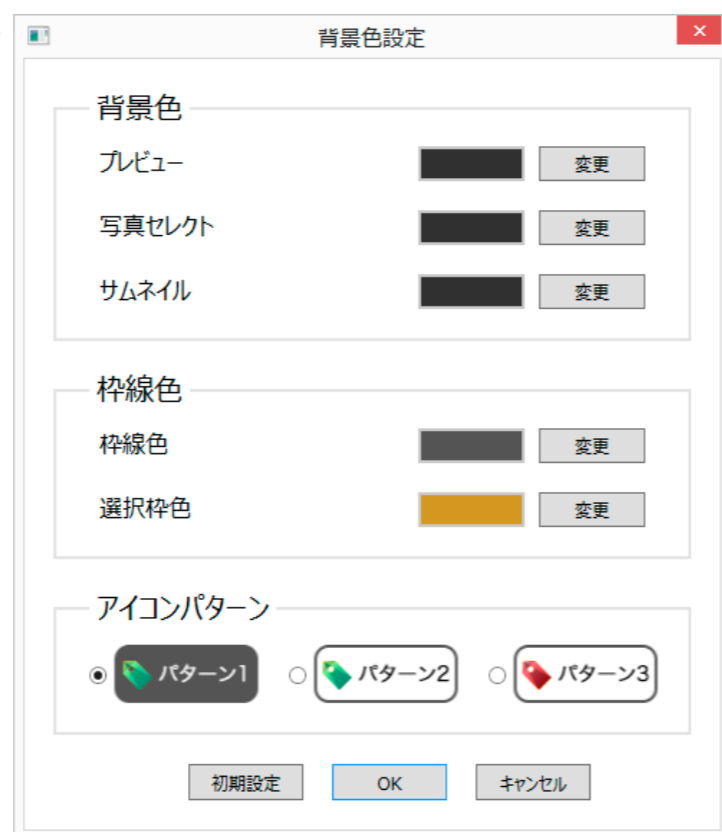 背景色設定
背景色
プレビュー 変更
写真セレクト 変更
サムネイル 変更
枠線色
枠線色 変更
選択枠色 変更
アイコンパターン
パターン1 パターン2 パターン3
初期設定 OK キャンセル